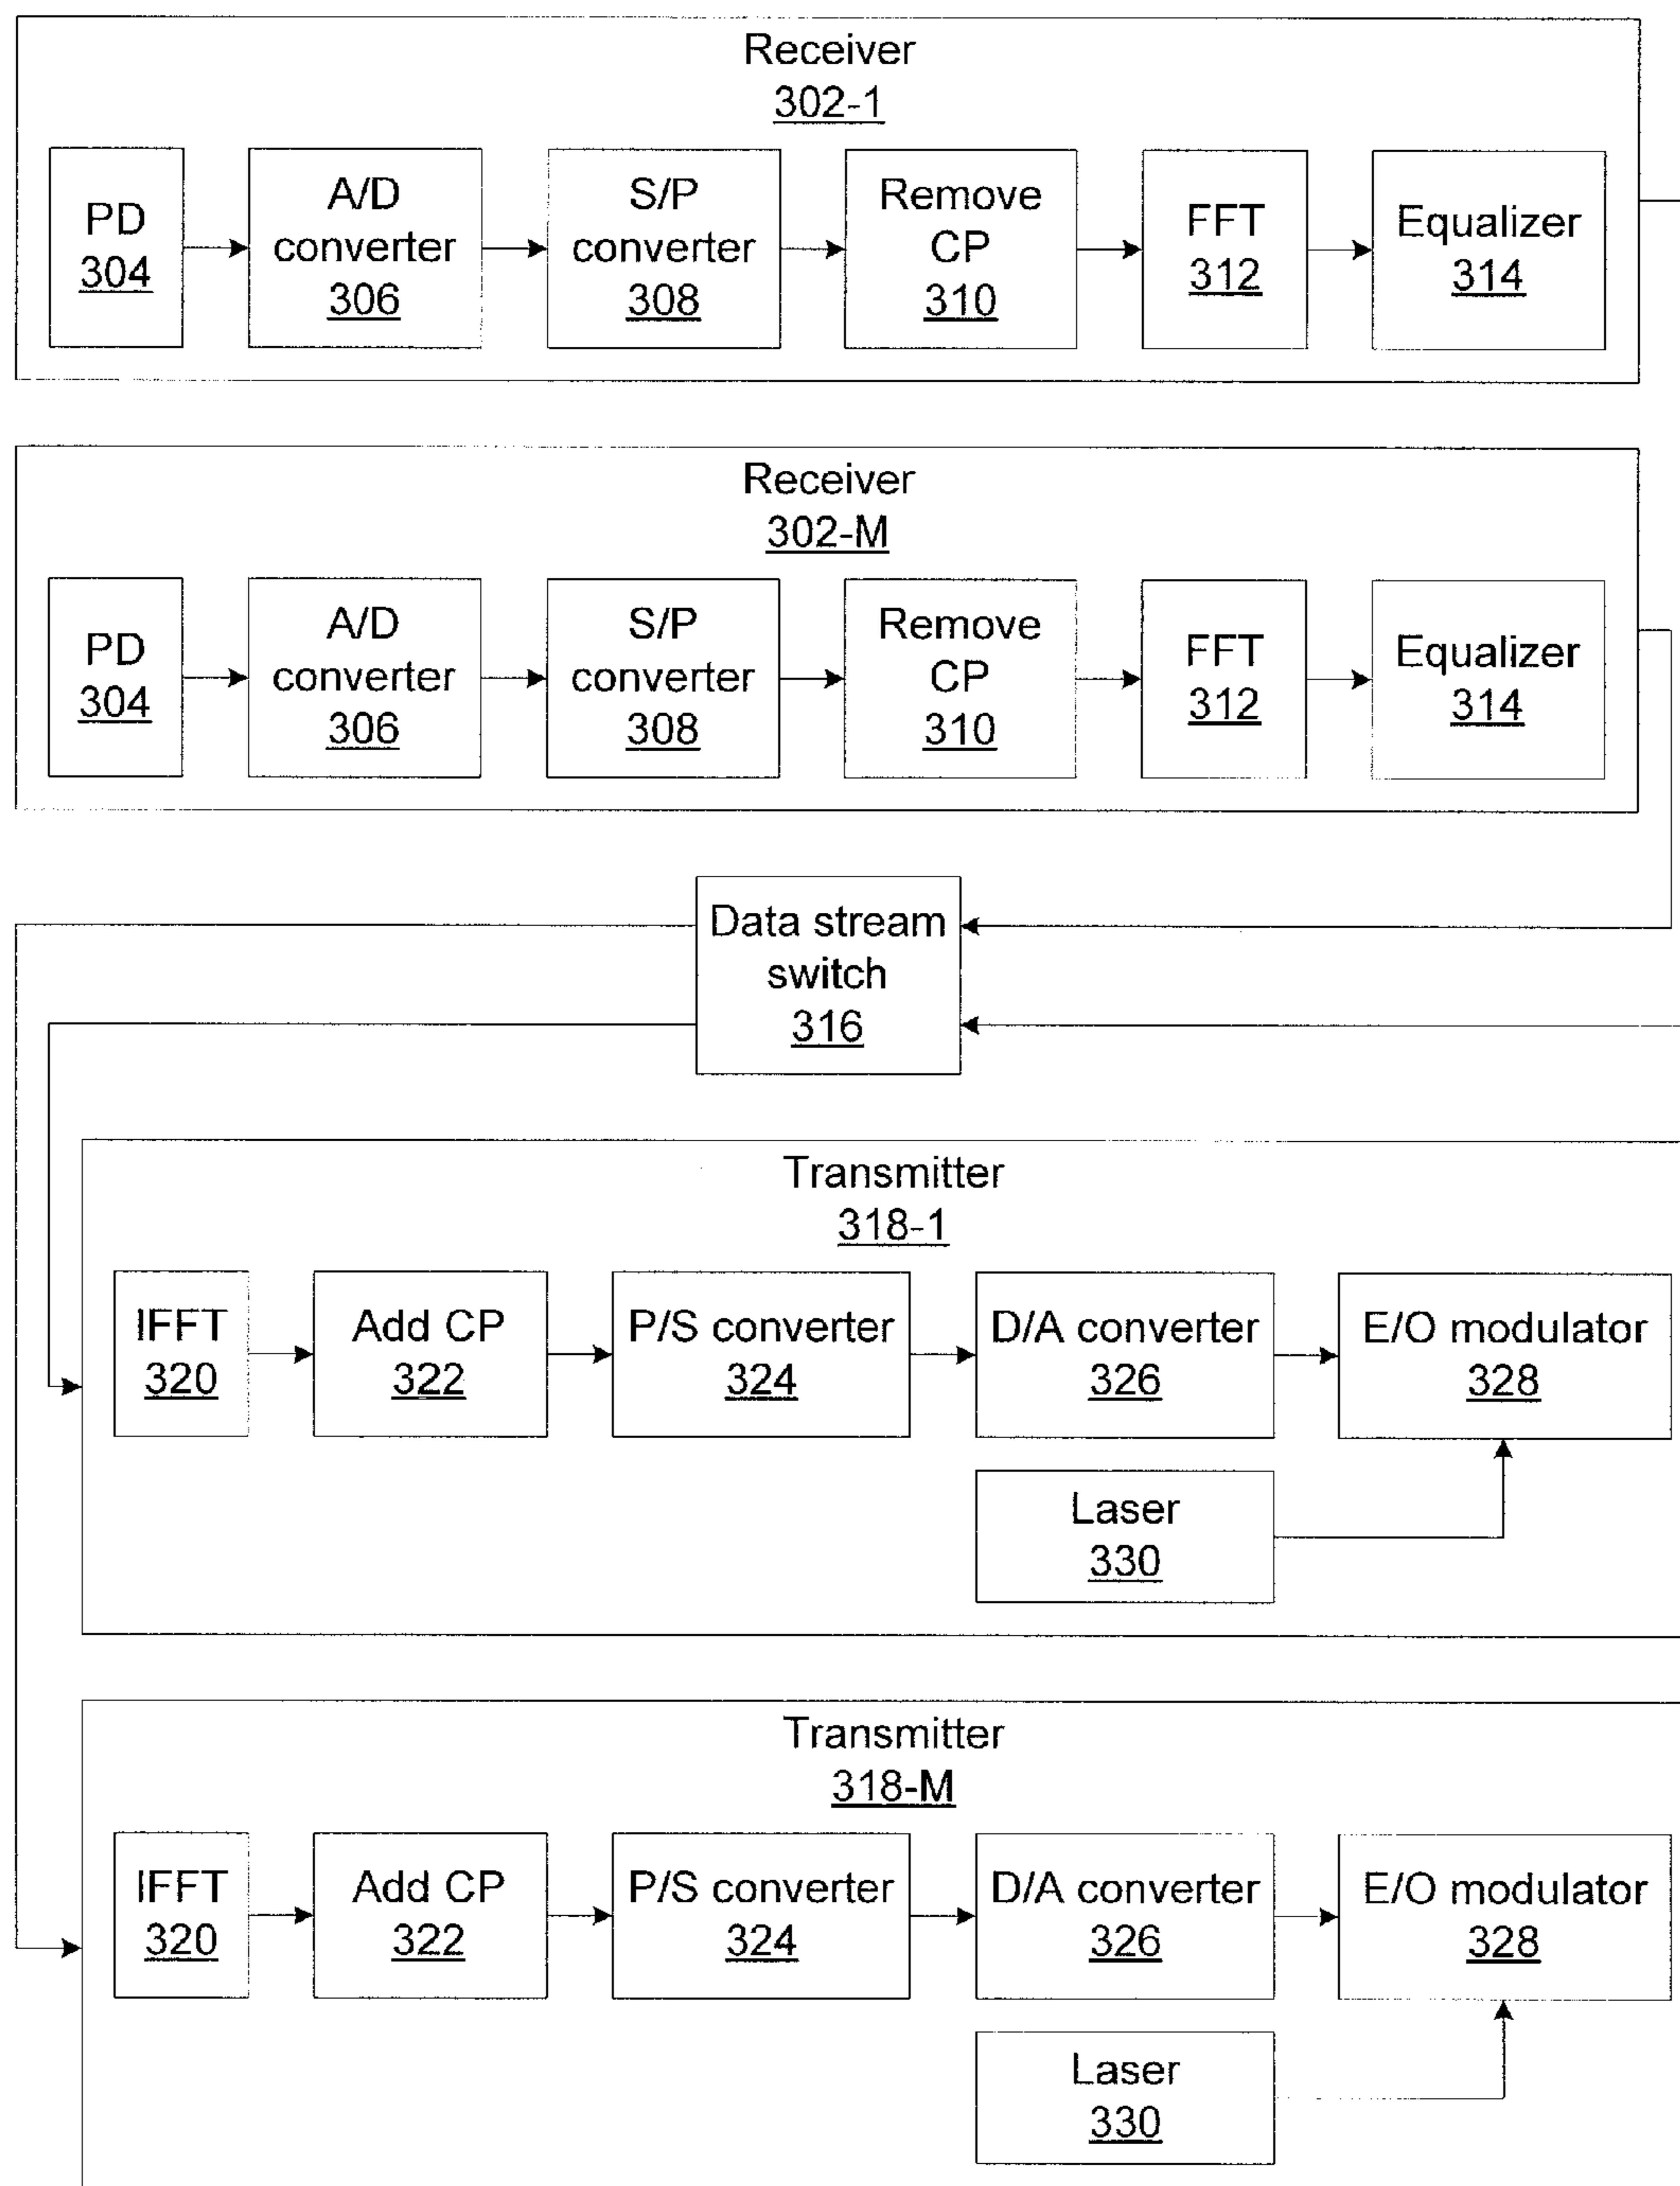 Receiver
302-1
PD
304
A/D
converter
306
S/P
converter
308
Remove
CP
310
FFT
312
Equalizer
314
Receiver
302-M
PD
304
A/D
converter
306
S/P
converter
308
Remove
CP
310
FFT
312
Equalizer
314
Data stream
switch
316
Transmitter
318-1
IFFT
320
Add CP
322
P/S converter
324
D/A converter
326
E/O modulator
328
Laser
330
Transmitter
318-M
IFFT
320
Add CP
322
P/S converter
324
D/A converter
326
E/O modulator
328
Laser
330